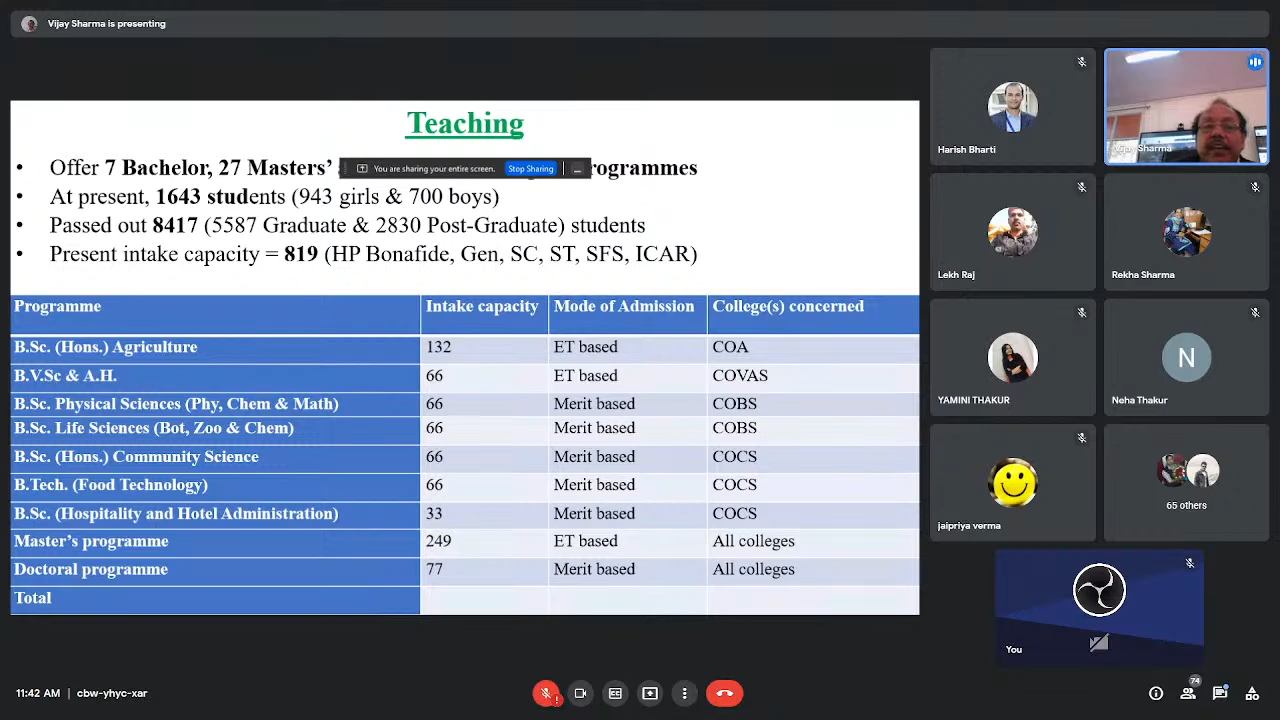 Vijay Sharma is presenting
Teaching
• Offer 7 Bachelor, 27 Masters’
You are sharing your entire screen. Stop Sharing
rogrammes
• At present, 1643 students (943 girls & 700 boys)
• Passed out 8417 (5587 Graduate & 2830 Post-Graduate) students
• Present intake capacity = 819 (HP Bonafide, Gen, SC, ST, SFS, ICAR)
Programme Intake capacity Mode of Admission College(s) concerned
B.Sc. (Hons.) Agriculture 132 ET based COA
B.V.Sc & A.H. 66 ET based COVAS
B.Sc. Physical Sciences (Phy, Chem & Math) 66 Merit based COBS
B.Sc. Life Sciences (Bot, Zoo & Chem) 66 Merit based COBS
B.Sc. (Hons.) Community Science 66 Merit based COCS
B.Tech. (Food Technology) 66 Merit based COCS
B.Sc. (Hospitality and Hotel Administration) 33 Merit based COCS
Master’s programme 249 ET based All colleges
Doctoral programme 77 Merit based All colleges
Total
Harish Bharti
Vijay Sharma
Lekh Raj
Rekha Sharma
YAMINI THAKUR
N
Neha Thakur
jaipriya verma
65 others
You
11:42 AM | cbw-yhyc-xar
74